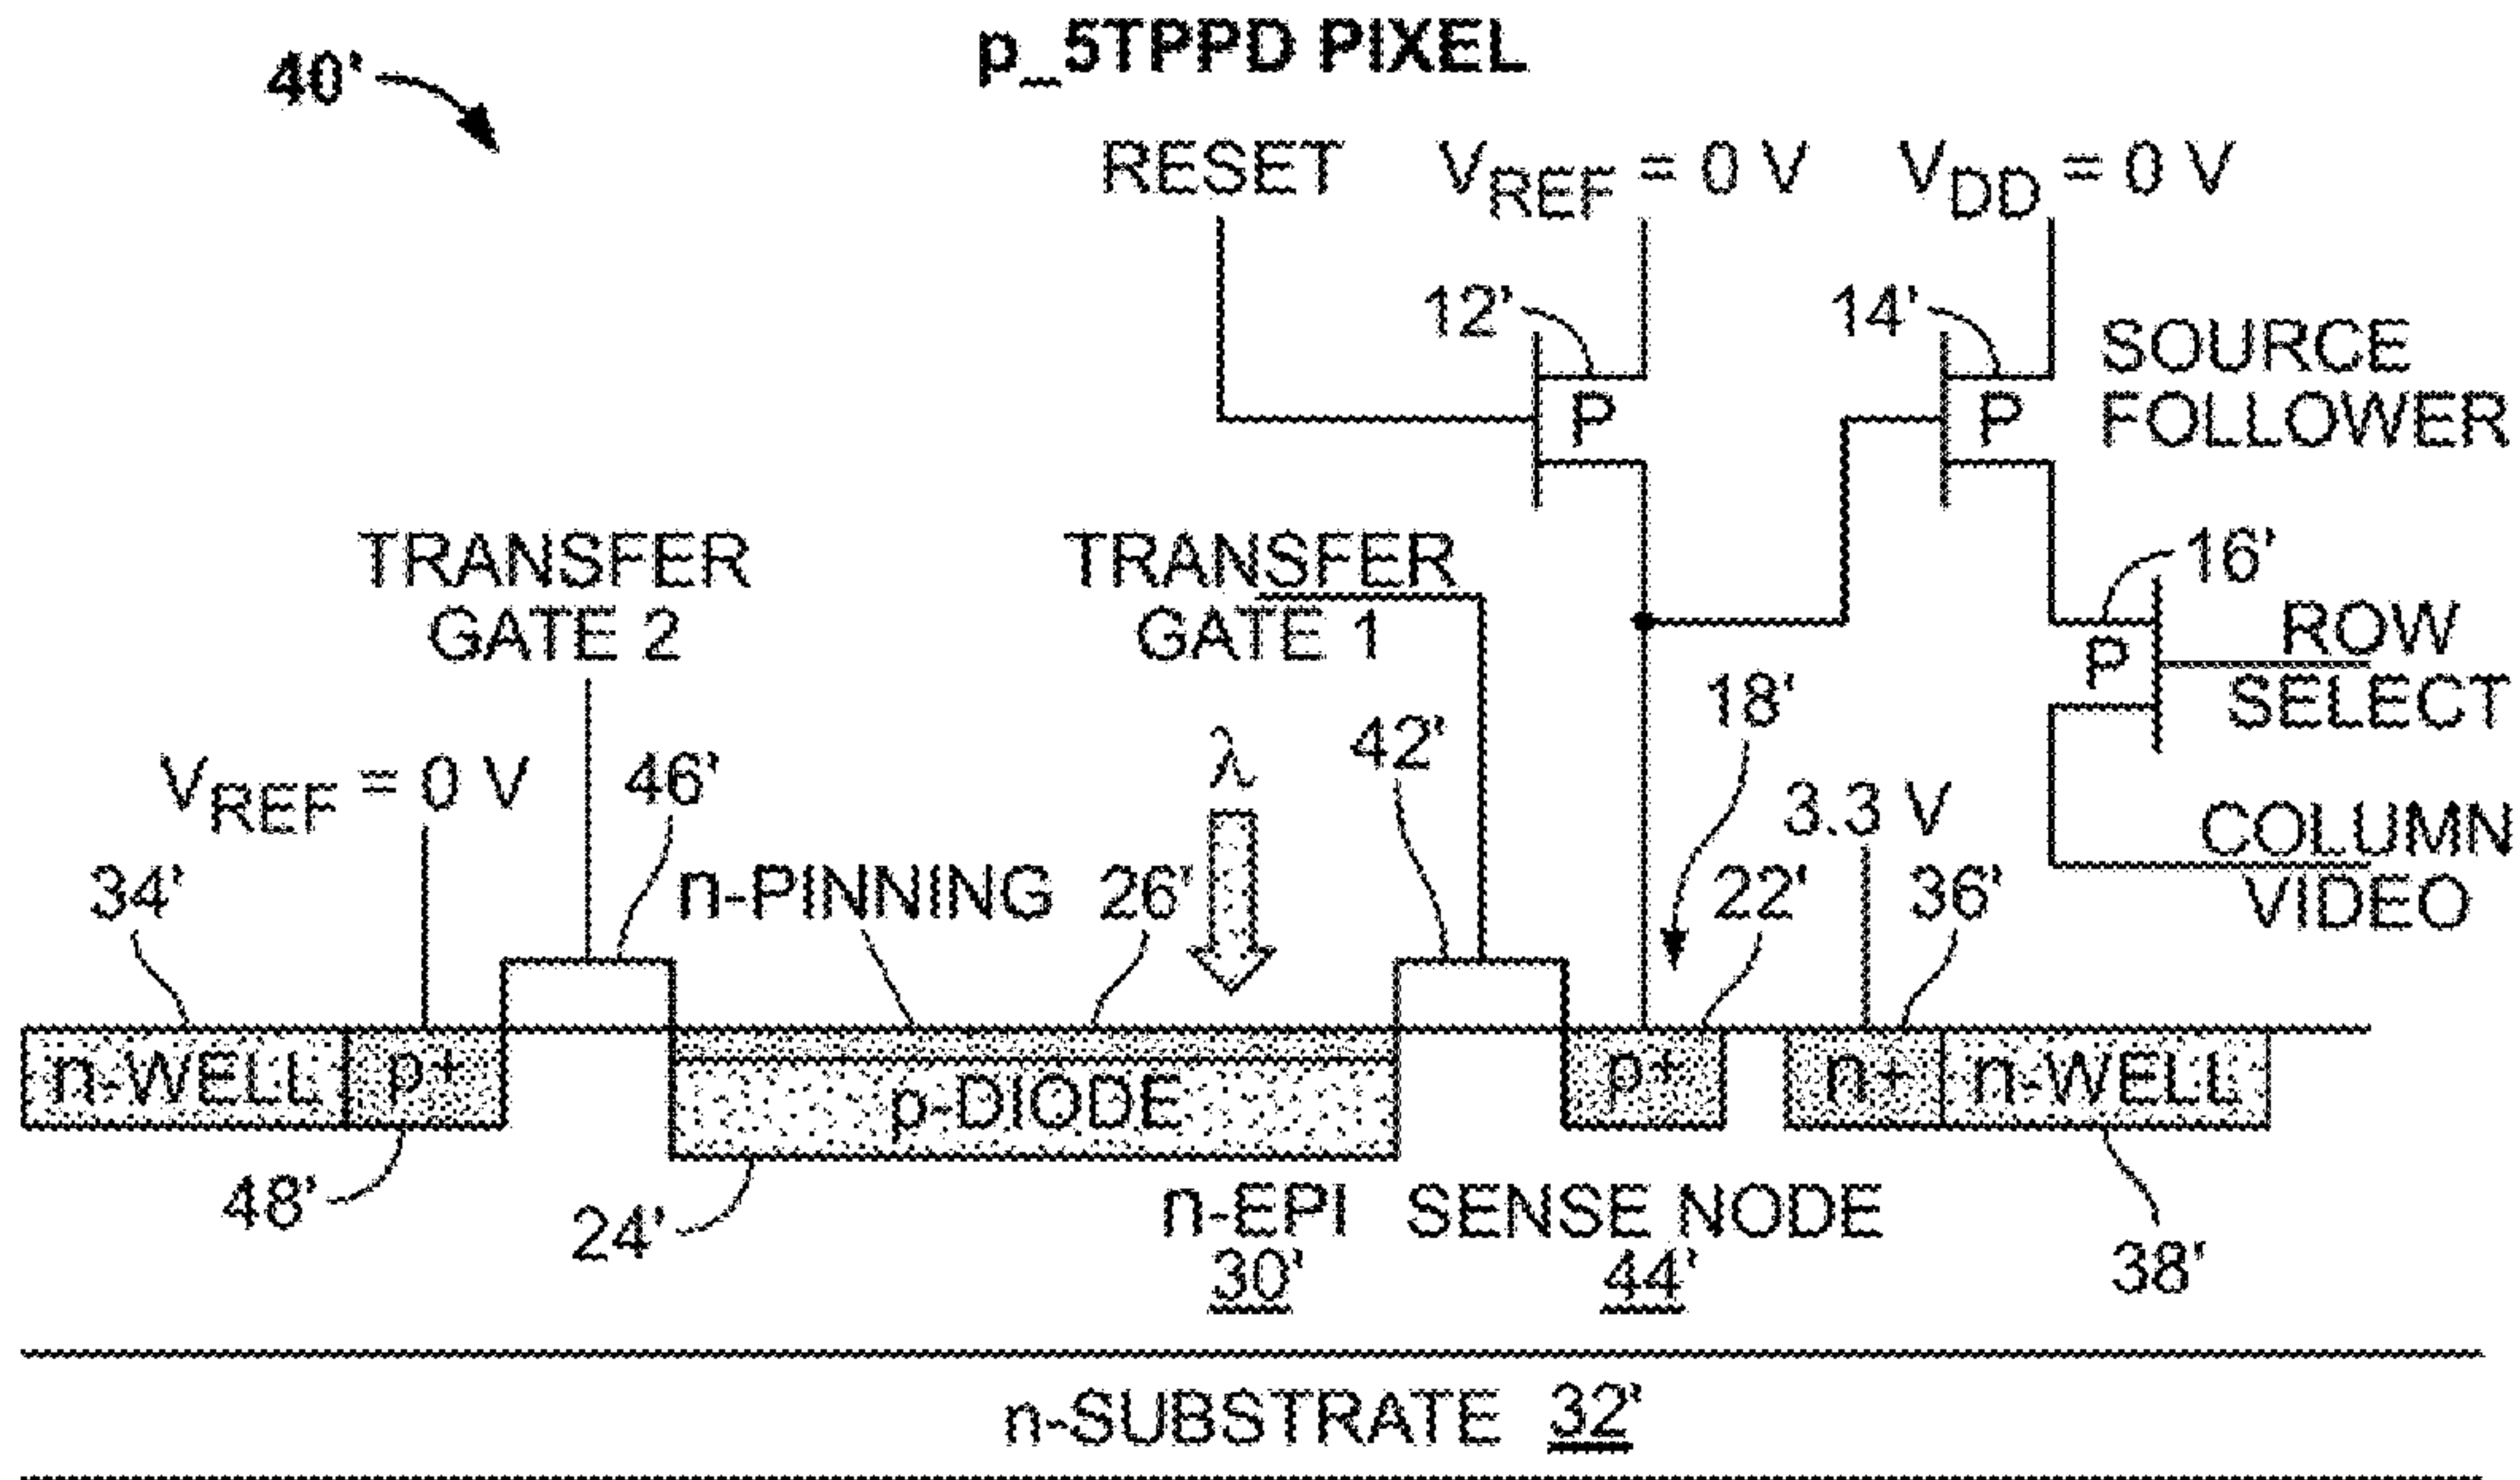 p_5TPPD PIXEL
40'
RESET
VREF = 0 V
VDD = 0 V
12'
14'
SOURCE
FOLLOWER
P
P
TRANSFER
GATE 2
TRANSFER
GATE 1
16'
ROW
SELECT
P
18'
42'
λ
46'
VREF = 0 V
3.3 V
COLUMN
VIDEO
34'
n-PINNING
26'
22'
36'
n-WELL
p+
p-DIODE
p+
n+
n-WELL
48'
24'
n-EPI
30'
SENSE NODE
44'
38'
n-SUBSTRATE 32'